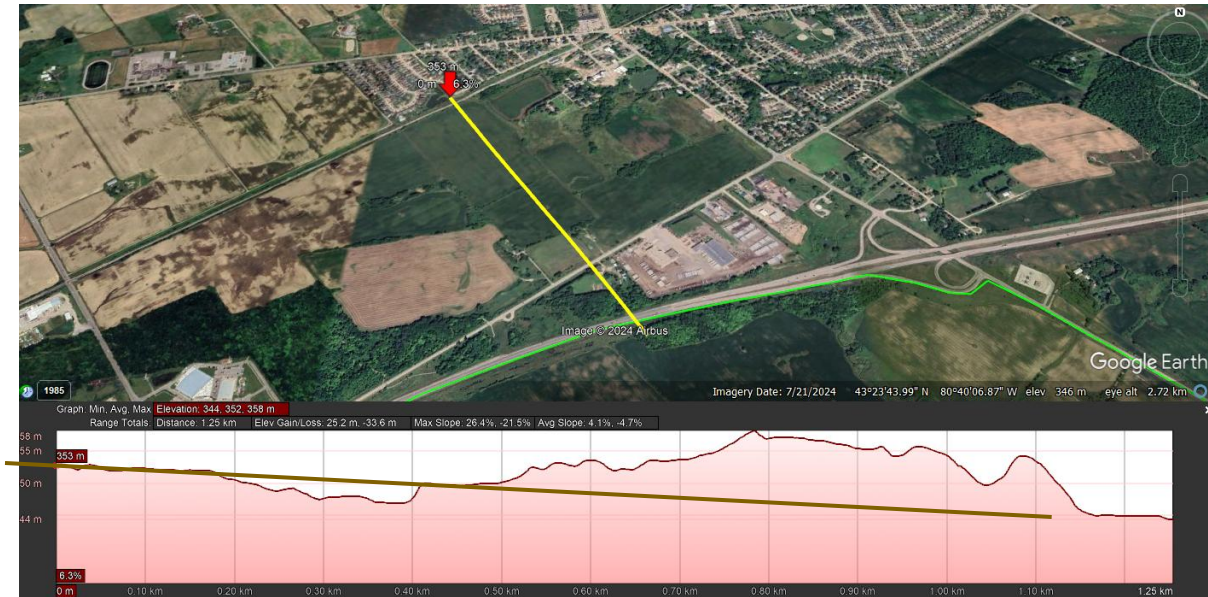 N
353 m
0 m 6.3%
Image © 2024 Airbus
Google Earth
1985
Imagery Date: 7/21/2024 43°23'43.99" N 80°40'06.87" W elev 346 m eye alt 2.72 km
Graph: Min, Avg, Max Elevation: 344, 352, 358 m
Range Totals: Distance: 1.25 km Elev Gain/Loss: 25.2 m, -33.6 m Max Slope: 26.4%, -21.5% Avg Slope: 4.1%, -4.7%
58 m
55 m
353 m
50 m
44 m
6.3%
0 m 0.10 km 0.20 km 0.30 km 0.40 km 0.50 km 0.60 km 0.70 km 0.80 km 0.90 km 1.00 km 1.10 km 1.25 km